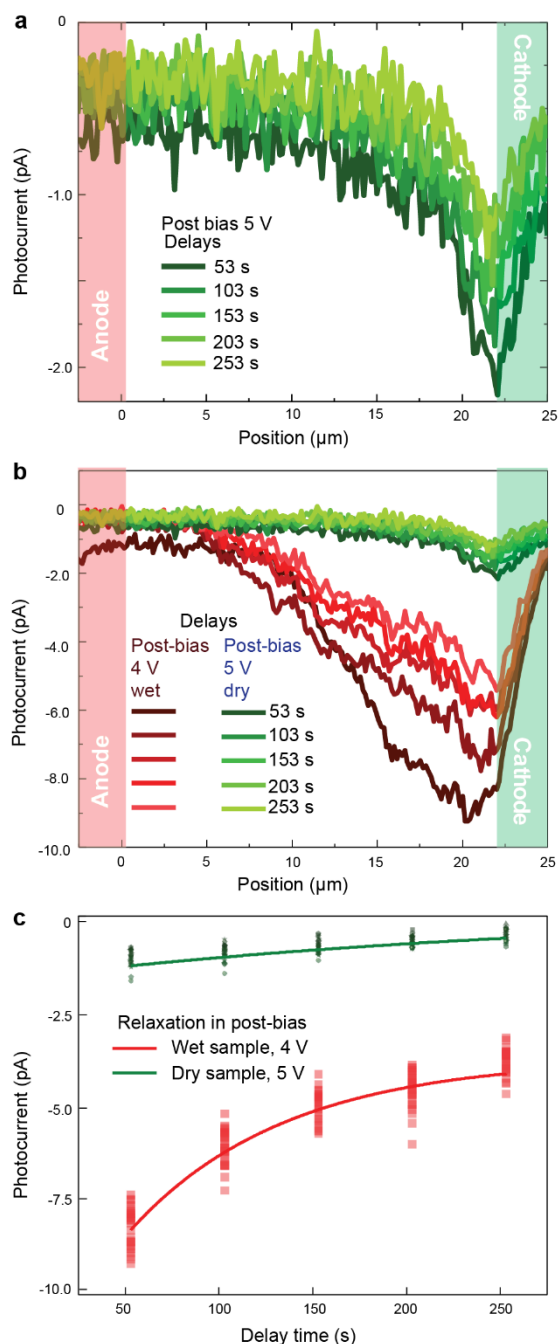 a
0
-1.0
-2.0
Photocurrent (pA)
Anode
Cathode
Post bias 5 V
Delays
53 s
103 s
153 s
203 s
253 s
0 5 10 15 20 25
Position (µm)
b
0
-2.0
-4.0
-6.0
-8.0
-10.0
Photocurrent (pA)
Anode
Cathode
Delays
Post-bias Post-bias
4 V 5 V
wet dry
53 s
103 s
153 s
203 s
253 s
0 5 10 15 20 25
Position (µm)
c
0
-2.5
-5.0
-7.5
-10.0
Photocurrent (pA)
Relaxation in post-bias
Wet sample, 4 V
Dry sample, 5 V
50 100 150 200 250
Delay time (s)